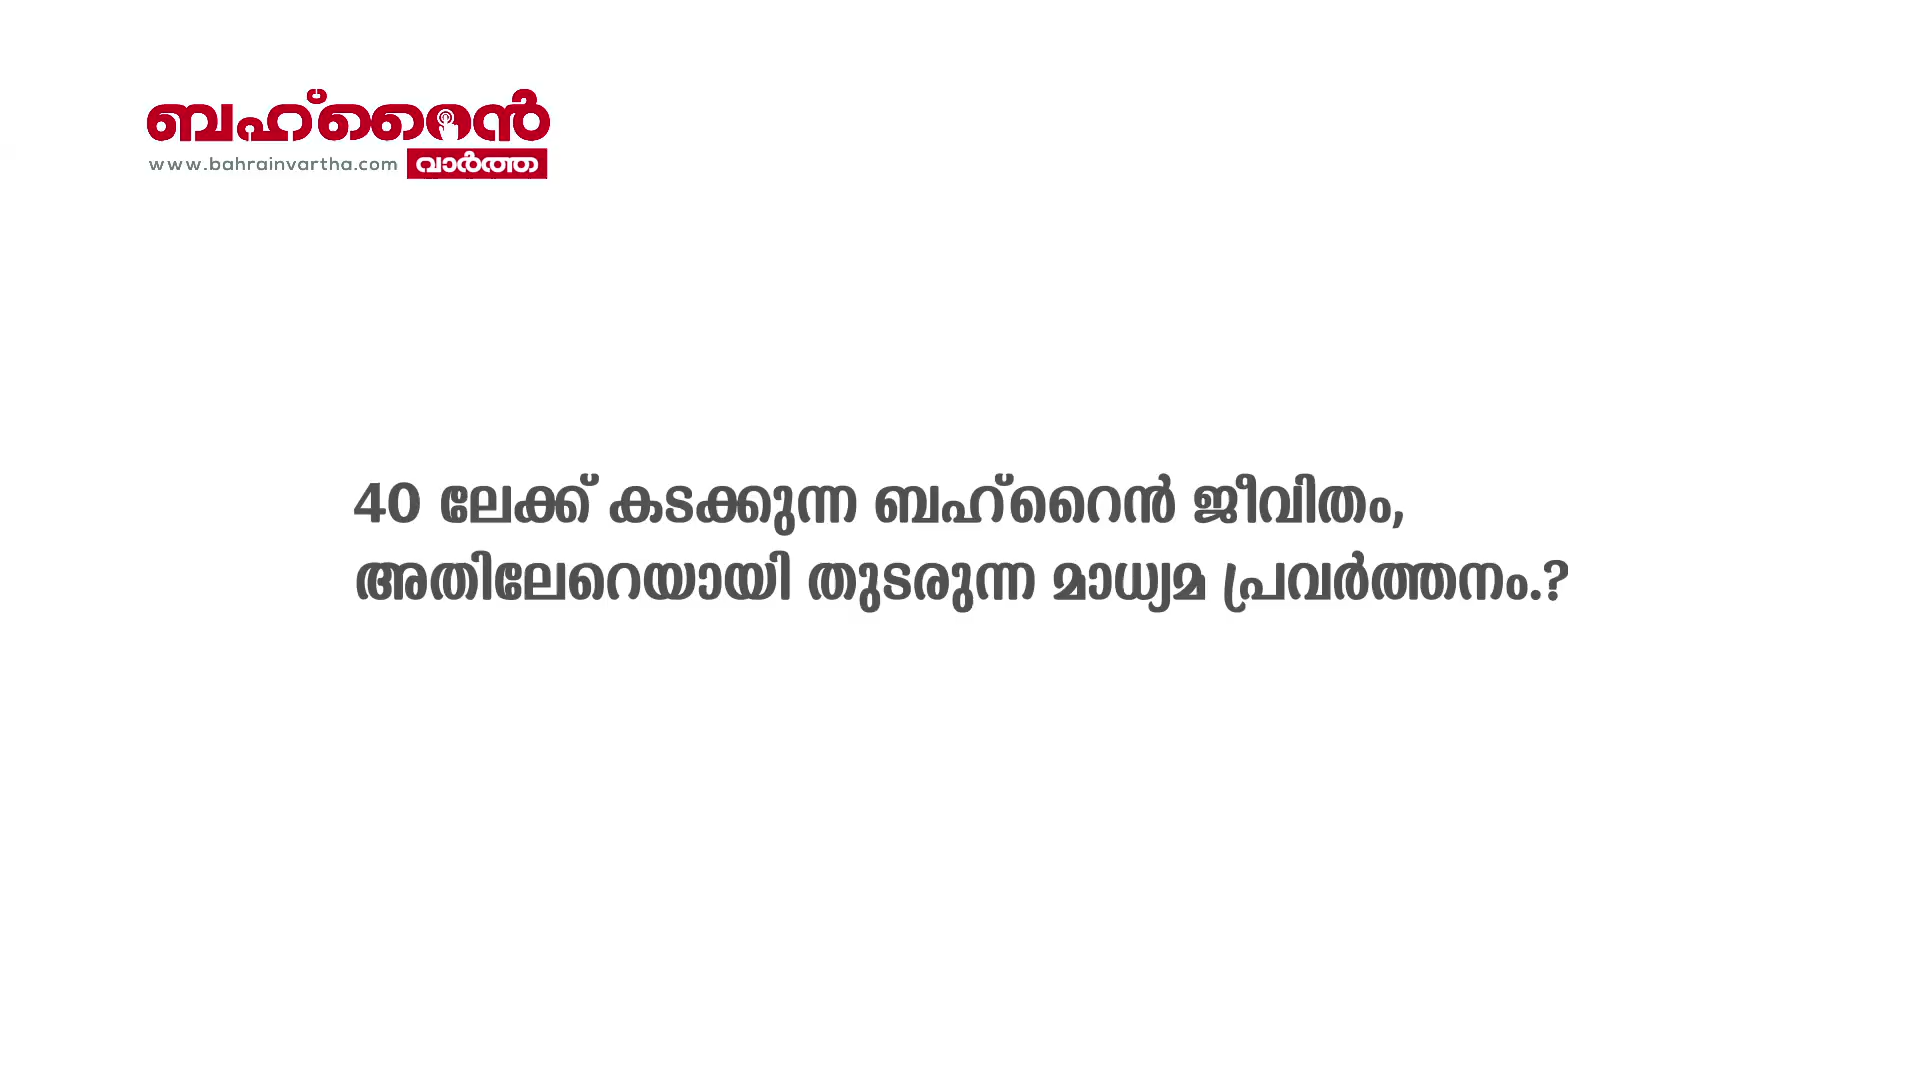 ബഹ്റൈൻ
www.bahrainvartha.com വാർത്ത
40 ലേക്ക് കടക്കുന്ന ബഹ്റൈൻ ജീവിതം,
അതിലേറെയായി തുടരുന്ന മാധ്യമ പ്രവർത്തനം.?